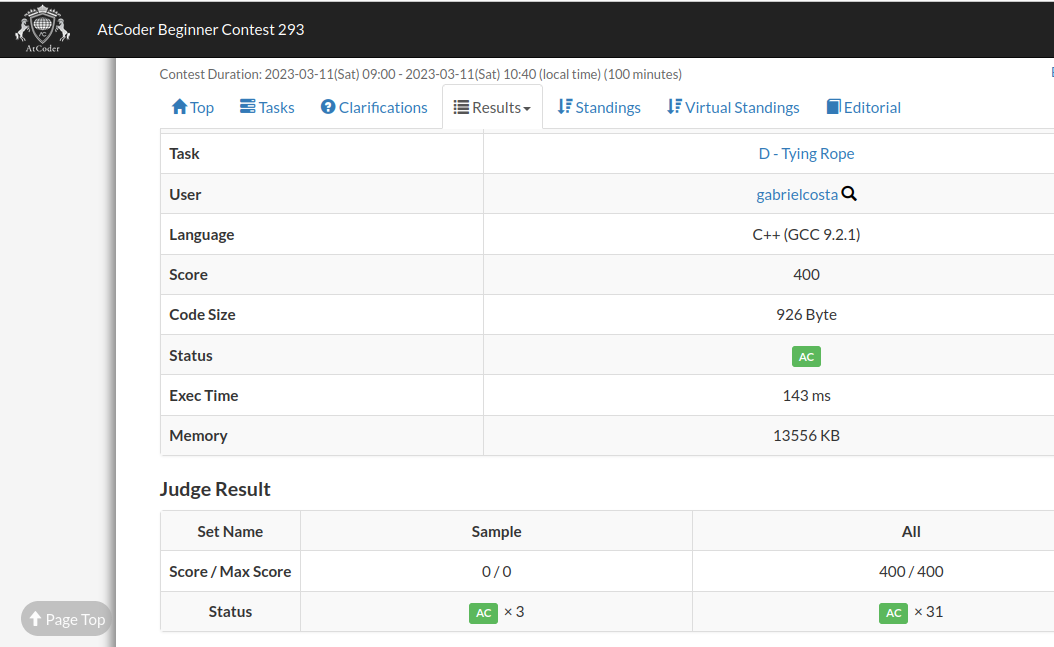 AtCoder
AtCoder Beginner Contest 293
Contest Duration: 2023-03-11(Sat) 09:00 - 2023-03-11(Sat) 10:40 (local time) (100 minutes)
Top Tasks Clarifications Results Standings Virtual Standings Editorial
Task D - Tying Rope
User gabrielcosta
Language C++ (GCC 9.2.1)
Score 400
Code Size 926 Byte
Status AC
Exec Time 143 ms
Memory 13556 KB
Judge Result
Set Name Sample All
Score / Max Score 0 / 0 400 / 400
Status AC × 3 AC × 31
Page Top